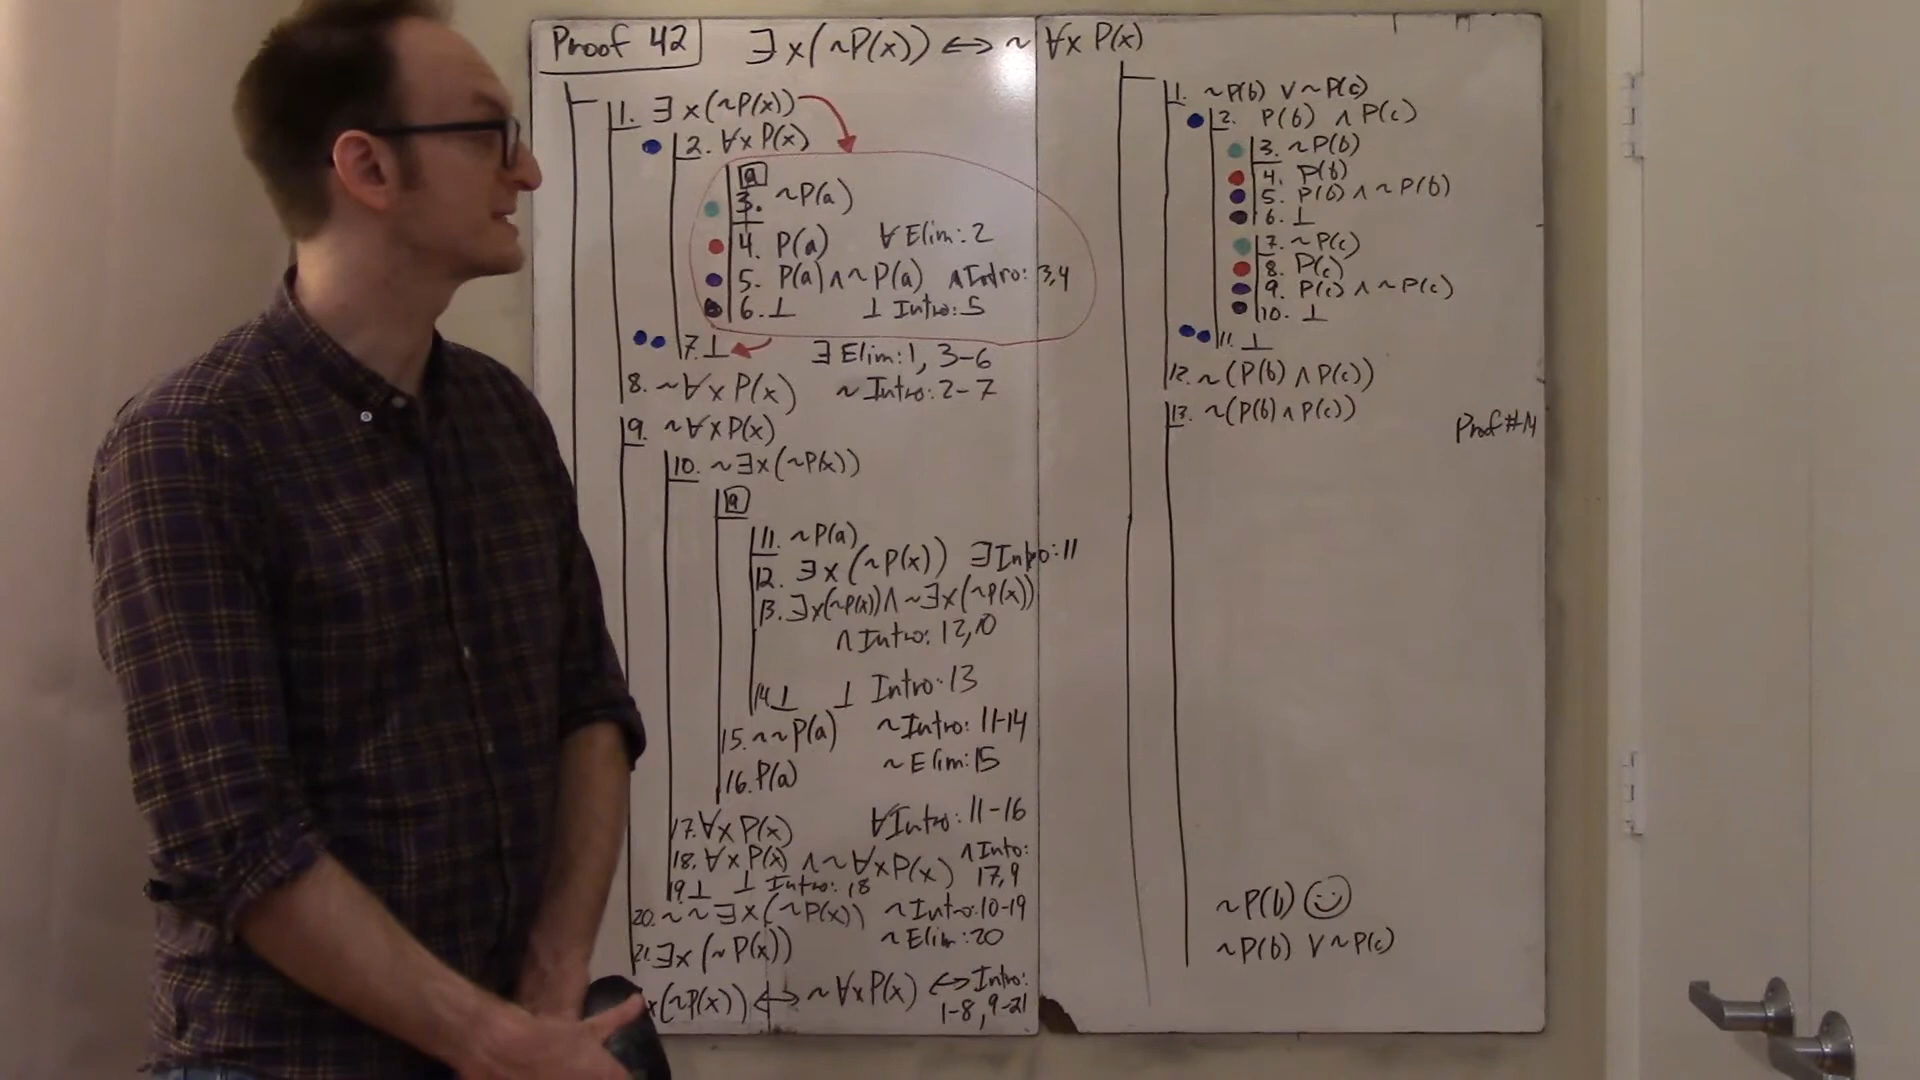 Proof 42 ∃x(~P(x)) ↔ ~∀x P(x)
1. ∃x(~P(x))
2. ∀x P(x)
a
3. ~P(a)
4. P(a) ∀ Elim: 2
5. P(a) ∧ ~P(a) ∧ Intro: 3,4
6. ⊥ ⊥ Intro: 5
7. ⊥ ∃ Elim: 1, 3-6
8. ~∀x P(x) ~ Intro: 2-7
9. ~∀x P(x)
10. ~∃x(~P(x))
a
11. ~P(a)
12. ∃x(~P(x)) ∃ Intro: 11
13. ∃x(~P(x)) ∧ ~∃x(~P(x))
∧ Intro: 12,10
14. ⊥ ⊥ Intro: 13
15. ~~P(a) ~ Intro: 11-14
16. P(a) ~ Elim: 15
17. ∀x P(x) ∀ Intro: 11-16
18. ∀x P(x) ∧ ~∀x P(x) ∧ Into: 17,9
19. ⊥ ⊥ Intro: 18
20. ~~∃x(~P(x)) ~ Intro: 10-19
21. ∃x(~P(x)) ~ Elim: 20
x(~P(x)) ↔ ~∀x P(x) ↔ Intro: 1-8, 9-21
1. ~P(b) ∨ ~P(c)
2. P(b) ∧ P(c)
3. ~P(b)
4. P(b)
5. P(b) ∧ ~P(b)
6. ⊥
7. ~P(c)
8. P(c)
9. P(c) ∧ ~P(c)
10. ⊥
11. ⊥
12. ~(P(b) ∧ P(c))
13. ~(P(b) ∧ P(c))
~P(b)
~P(b) ∨ ~P(c)